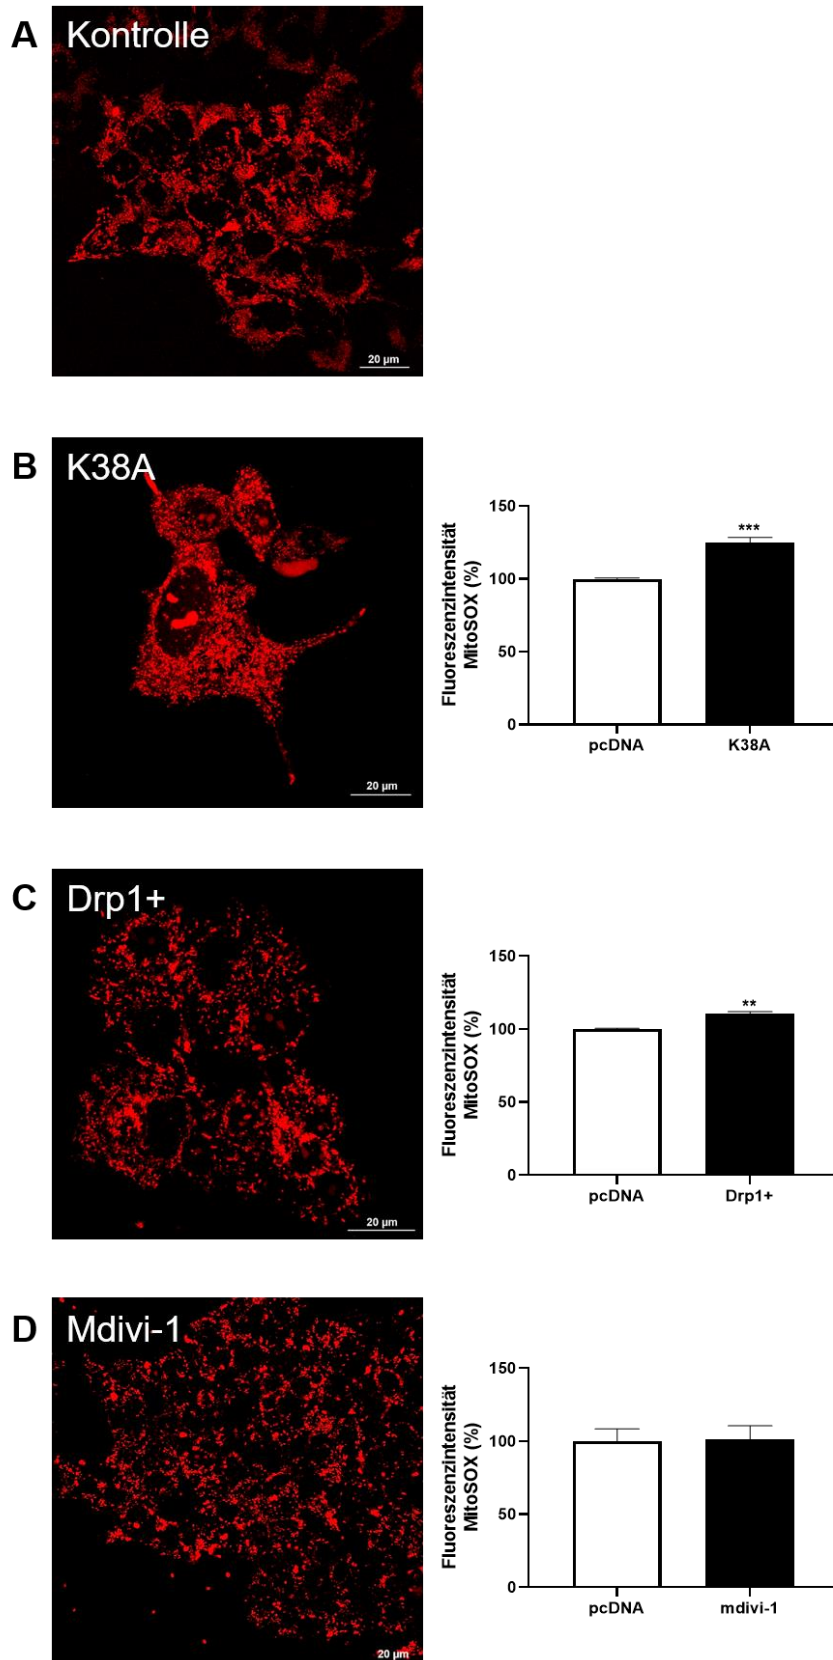 A
Kontrolle
20 µm
B
K38A
20 µm
Fluoreszenzintensität
MitoSOX (%)
150
100
50
0
***
pcDNA
K38A
C
Drp1+
20 µm
Fluoreszenzintensität
MitoSOX (%)
150
100
50
0
**
pcDNA
Drp1+
D
Mdivi-1
20 µm
Fluoreszenzintensität
MitoSOX (%)
150
100
50
0
pcDNA
mdivi-1